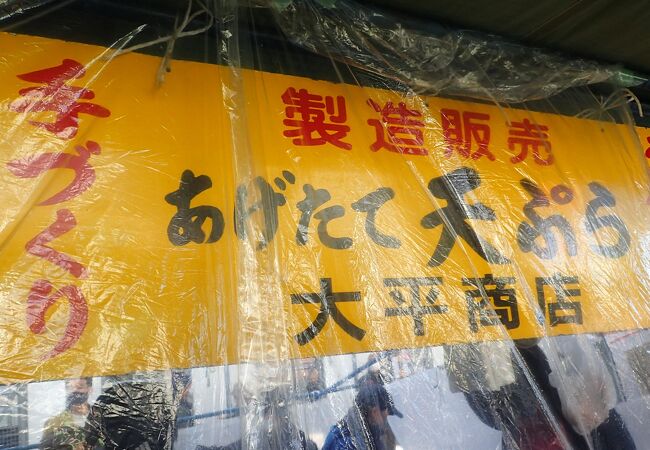 手づくり
製造販売
あげたて天ぷら
大平商店